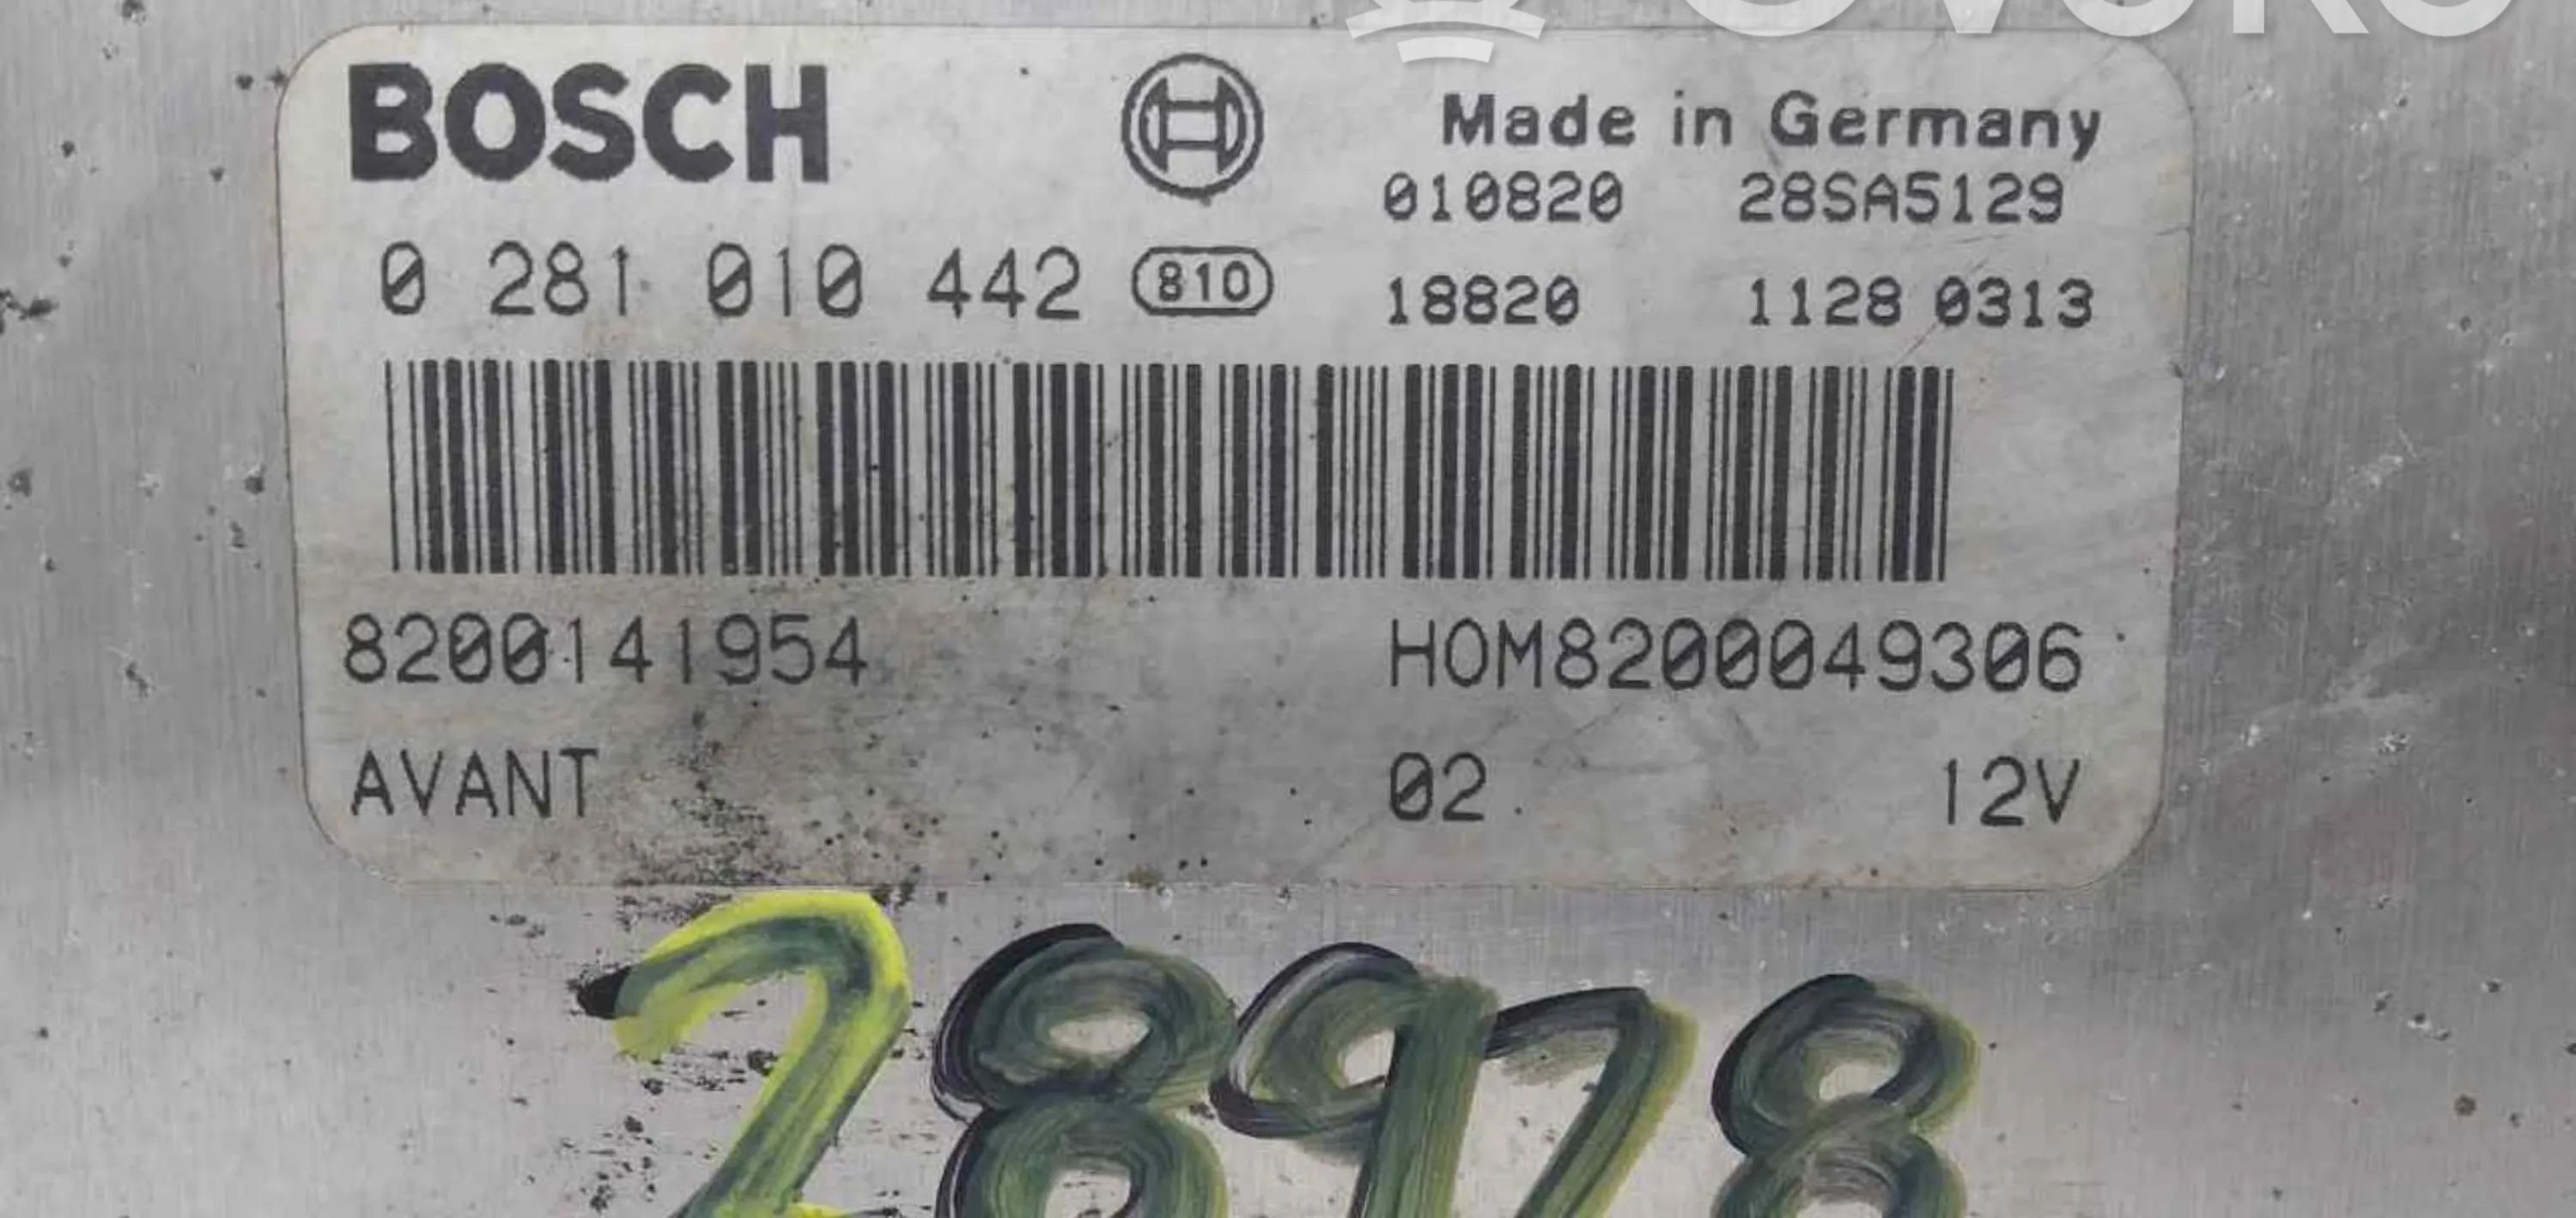 BOSCH
Made in Germany
010820 28SA5129
0 281 010 442 810
18820 1128 0313
8200141954 HOM8200049306
AVANT 02 12V
28978